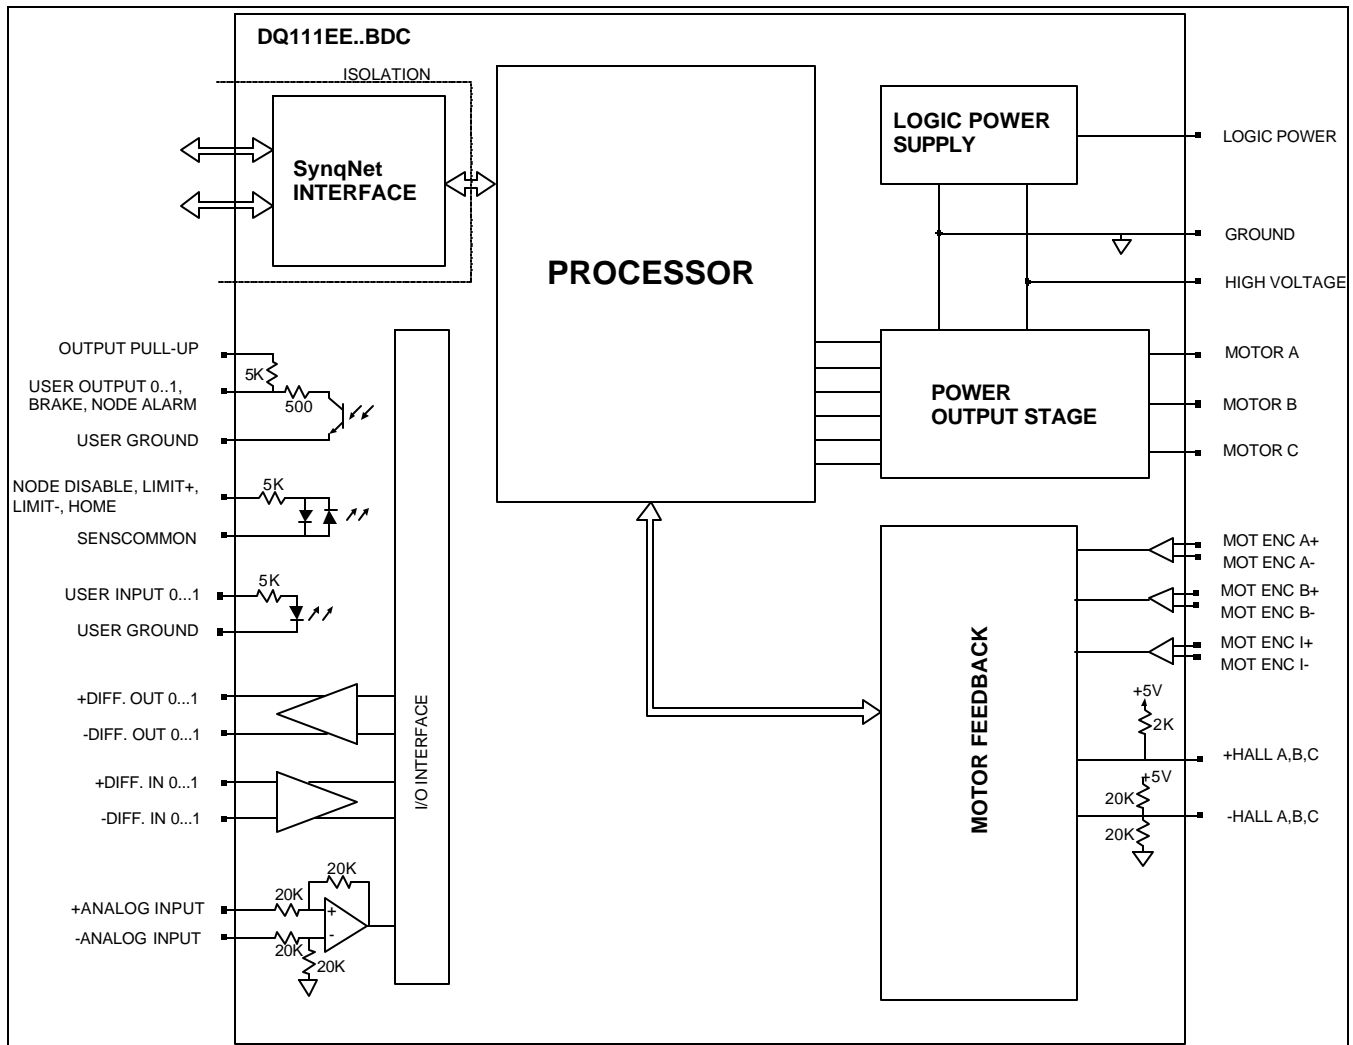 DQ111EE..BDC
ISOLATION
SynqNet
INTERFACE
PROCESSOR
LOGIC POWER
SUPPLY
LOGIC POWER
GROUND
HIGH VOLTAGE
OUTPUT PULL-UP
5K
USER OUTPUT 0..1,
BRAKE, NODE ALARM
500
USER GROUND
POWER
OUTPUT STAGE
MOTOR A
MOTOR B
MOTOR C
NODE DISABLE, LIMIT+,
LIMIT-, HOME
5K
SENSCOMMON
USER INPUT 0...1
5K
USER GROUND
+DIFF. OUT 0...1
-DIFF. OUT 0...1
+DIFF. IN 0...1
-DIFF. IN 0...1
I/O INTERFACE
20K
20K
+ANALOG INPUT
+
-ANALOG INPUT
-
20K
20K
MOTOR FEEDBACK
MOT ENC A+
MOT ENC A-
MOT ENC B+
MOT ENC B-
MOT ENC I+
MOT ENC I-
+5V
2K
+HALL A,B,C
+5V
20K
-HALL A,B,C
20K